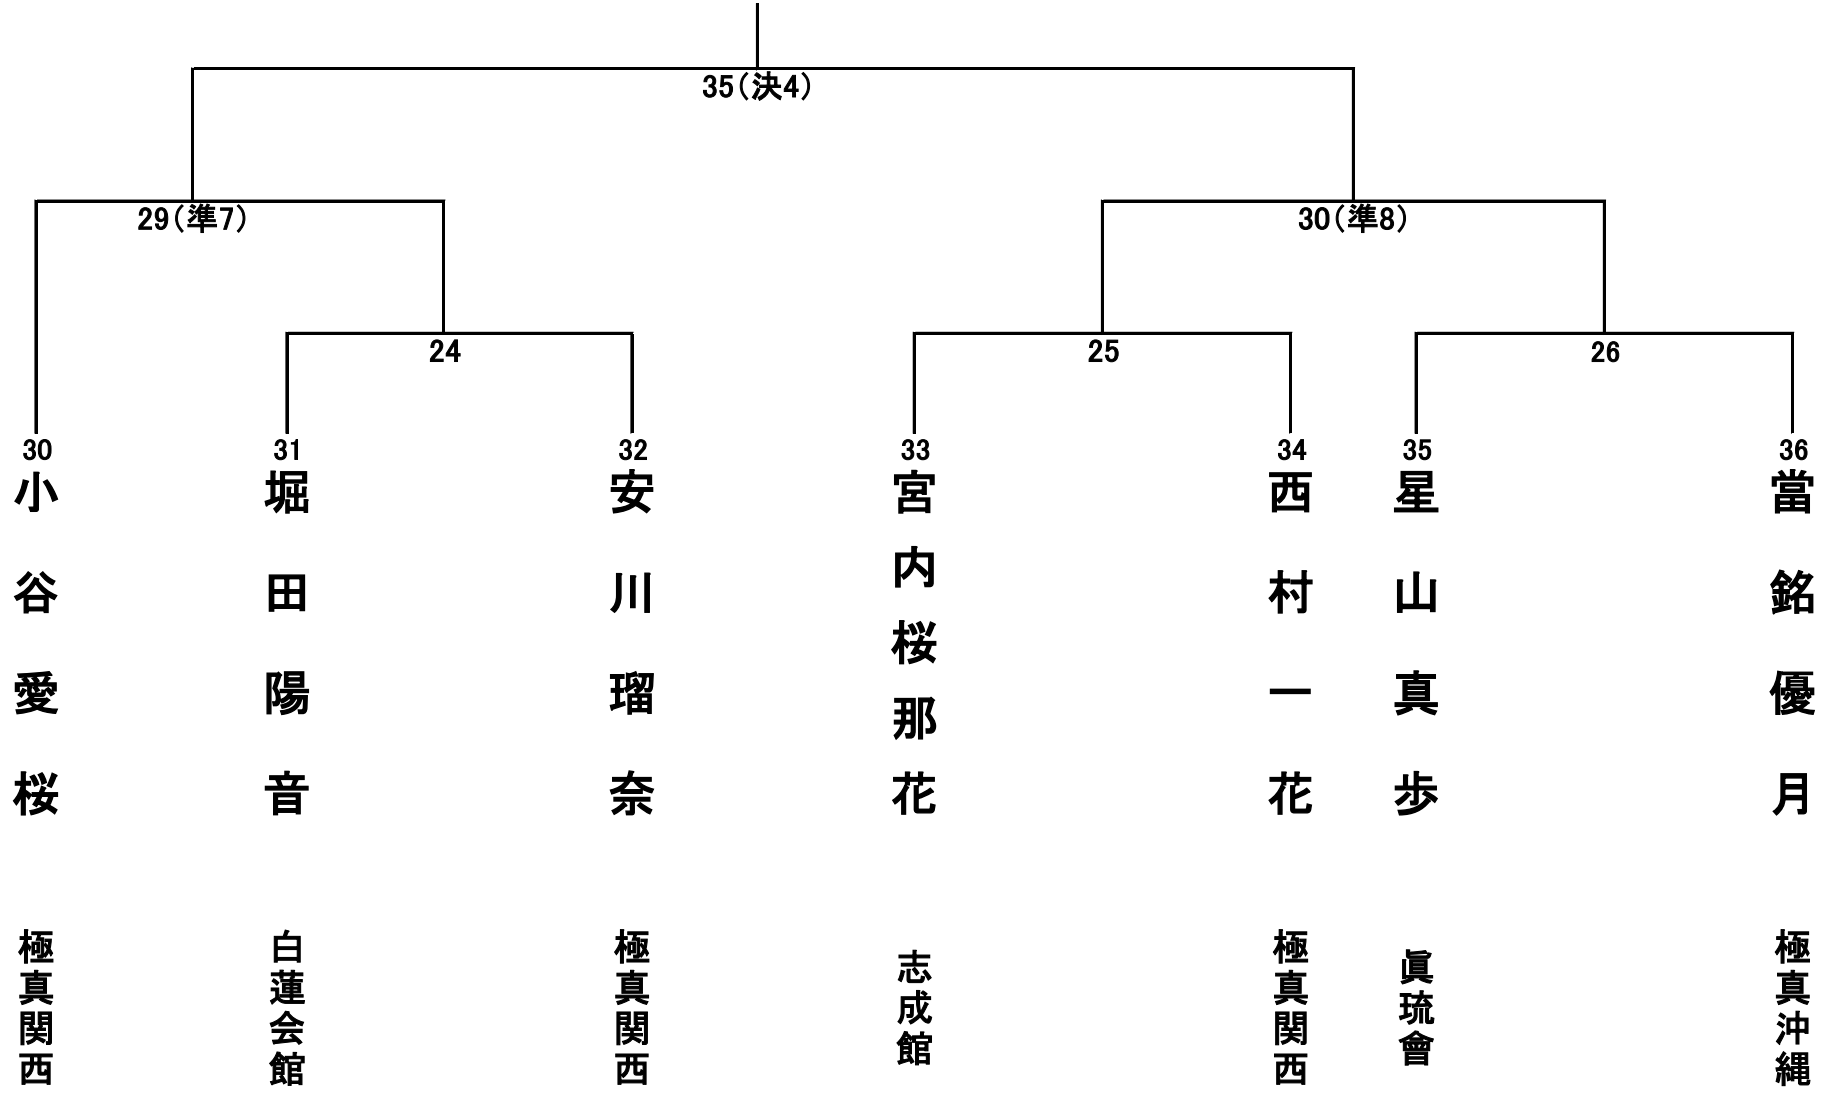 35(決4)
29(準7)
30(準8)
24
25
26
30
31
32
33
34
35
36
小谷愛桜
堀田陽音
安川瑠奈
宮内桜那花
西村一花
星山真歩
當銘優月
極真関西
白蓮会館
極真関西
志成館
極真関西
眞琉會
極真沖縄